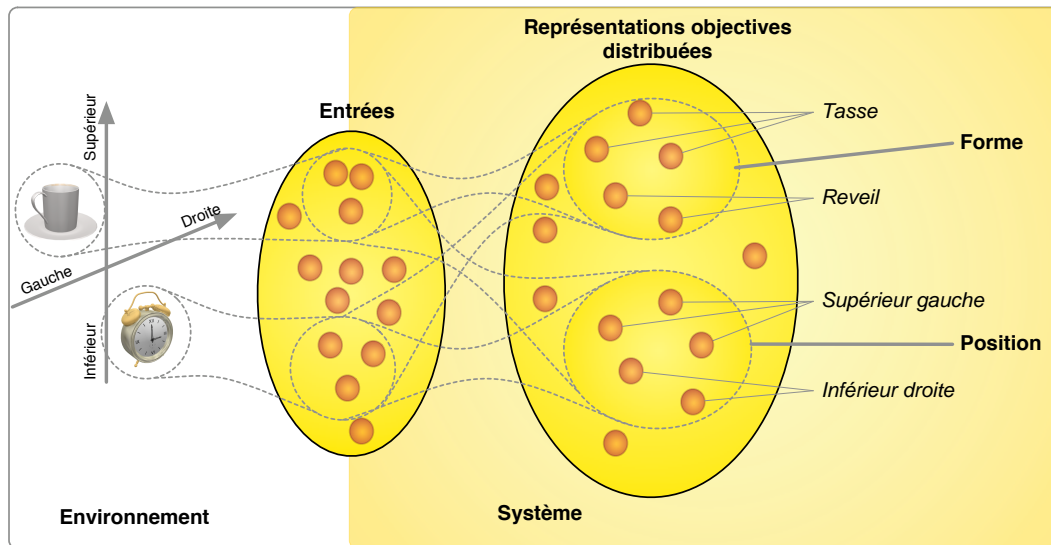 Représentations objectives
distribuées
Entrées
Supérieur
Tasse
Forme
Droite
Reveil
Gauche
Supérieur gauche
Inférieur
Position
Inférieur droite
Environnement
Système